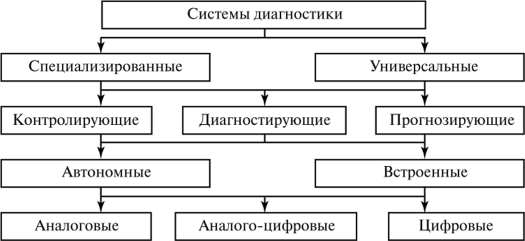 Системы диагностики
Специализированные
Универсальные
Контролирующие
Диагностирующие
Прогнозирующие
Автономные
Встроенные
Аналоговые
Аналого-цифровые
Цифровые